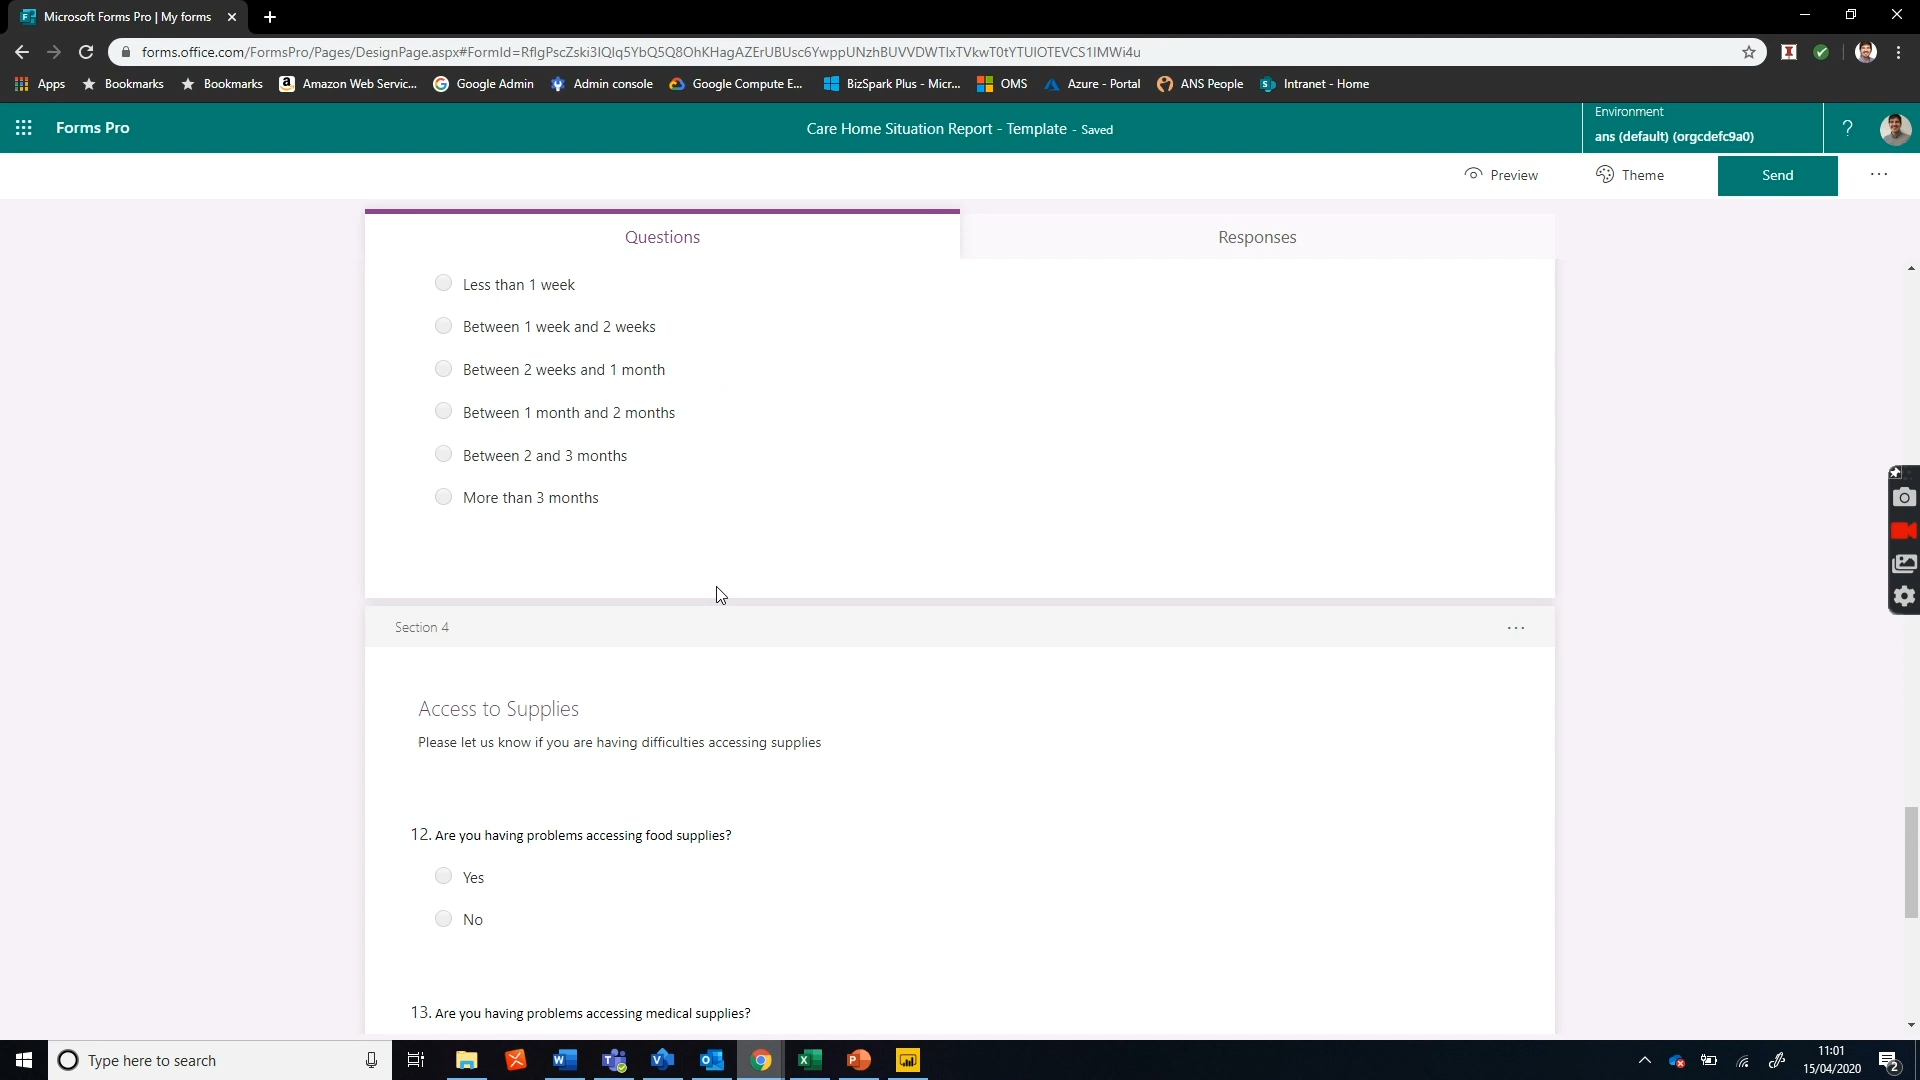 Microsoft Forms Pro | My forms
forms.office.com/FormsPro/Pages/DesignPage.aspx#FormId=
Apps
Bookmarks
Bookmarks
Amazon Web Servic...
Google Admin
Admin console
Google Compute E...
BizSpark Plus - Micr...
OMS
Azure - Portal
ANS People
Intranet - Home
Forms Pro
Care Home Situation Report - Template - Saved
Environment
ans (default) (orgcdefc9a0)
?
Preview
Theme
Send
Questions
Responses
Less than 1 week
Between 1 week and 2 weeks
Between 2 weeks and 1 month
Between 1 month and 2 months
Between 2 and 3 months
More than 3 months
Section 4
Access to Supplies
Please let us know if you are having difficulties accessing supplies
12. Are you having problems accessing food supplies?
Yes
No
13. Are you having problems accessing medical supplies?
Type here to search
11:01
15/04/2020
2